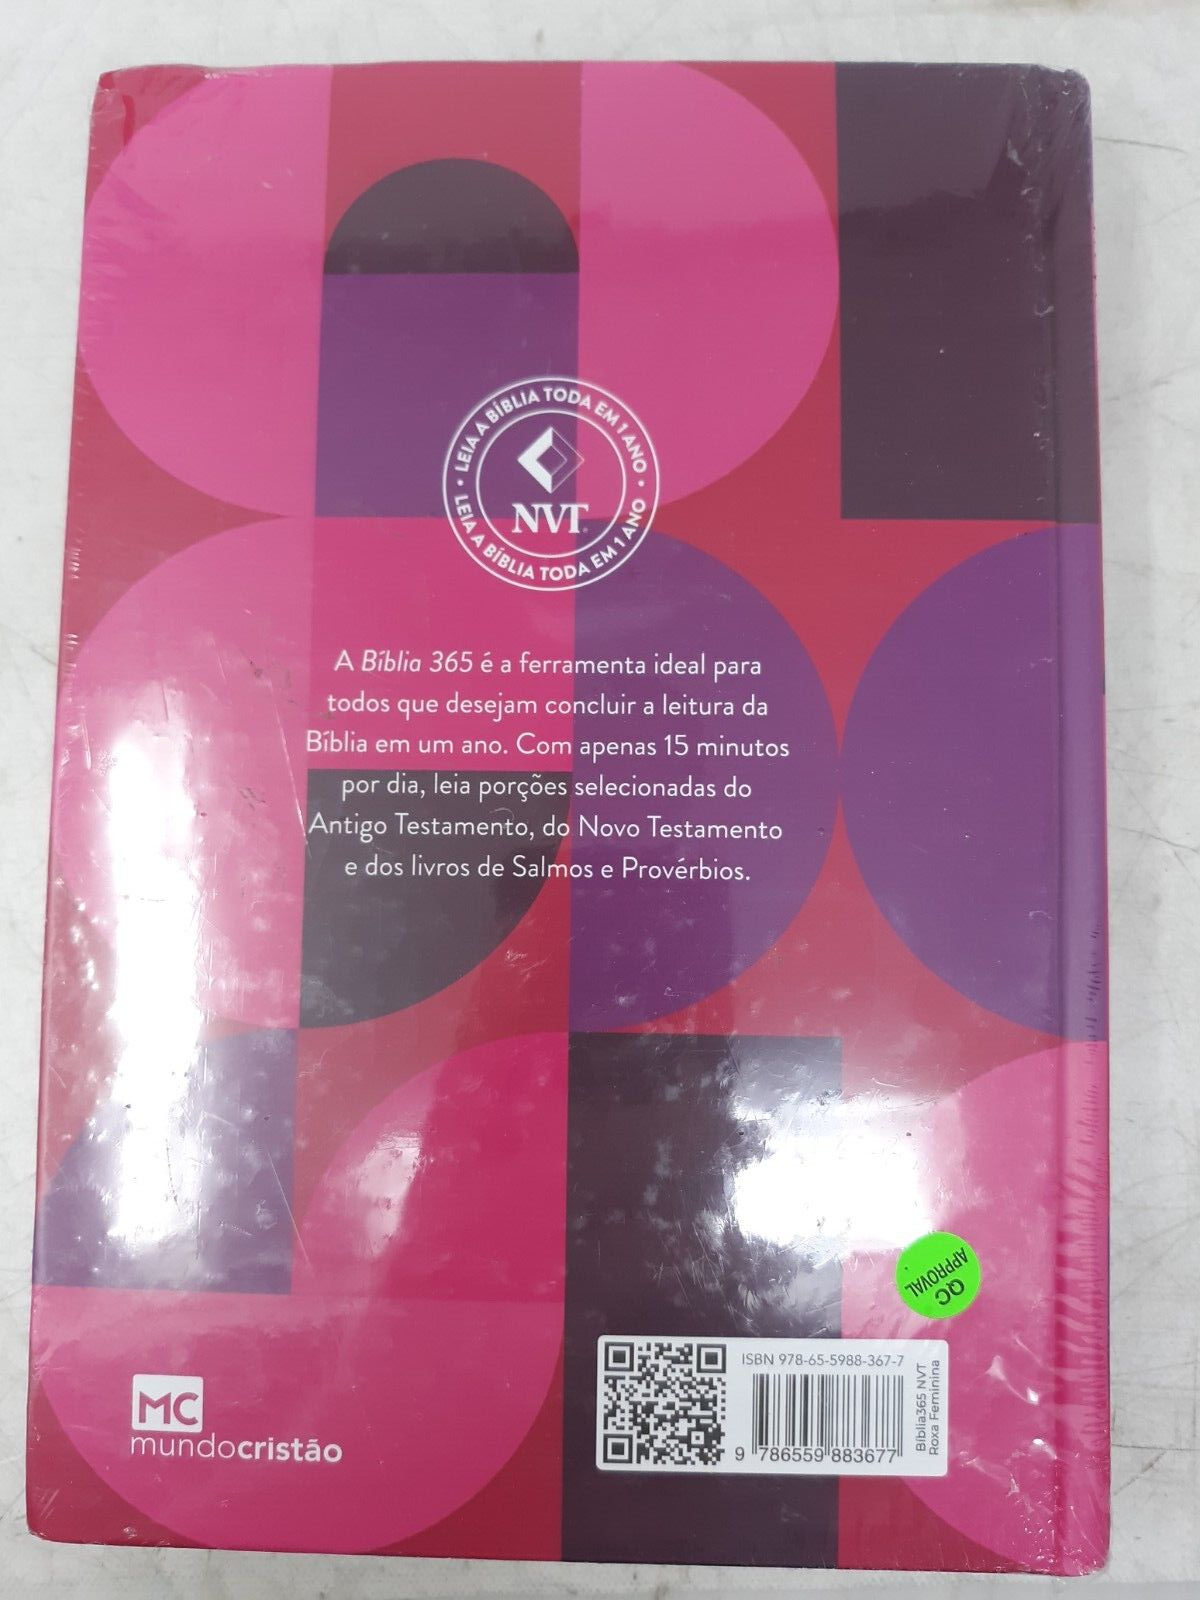 • LEIA A BÍBLIA TODA EM 1 ANO •
NVT
LEIA A BÍBLIA TODA EM 1 ANO
A Bíblia 365 é a ferramenta ideal para
todos que desejam concluir a leitura da
Bíblia em um ano. Com apenas 15 minutos
por dia, leia porções selecionadas do
Antigo Testamento, do Novo Testamento
e dos livros de Salmos e Provérbios.
QC
APPROVAL
ISBN 978-65-5988-367-7
9 786559 883677
Bíblia365 NVT
Roxa Feminina
MC
mundocristão